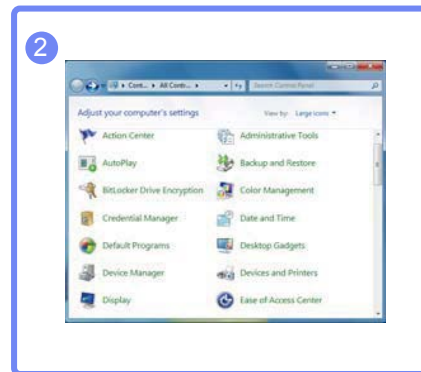 2
Cont... ▸ All Contr... ▸
Search Control Panel
Adjust your computer's settings
View by: Large icons
Action Center
Administrative Tools
AutoPlay
Backup and Restore
BitLocker Drive Encryption
Color Management
Credential Manager
Date and Time
Default Programs
Desktop Gadgets
Device Manager
Devices and Printers
Display
Ease of Access Center